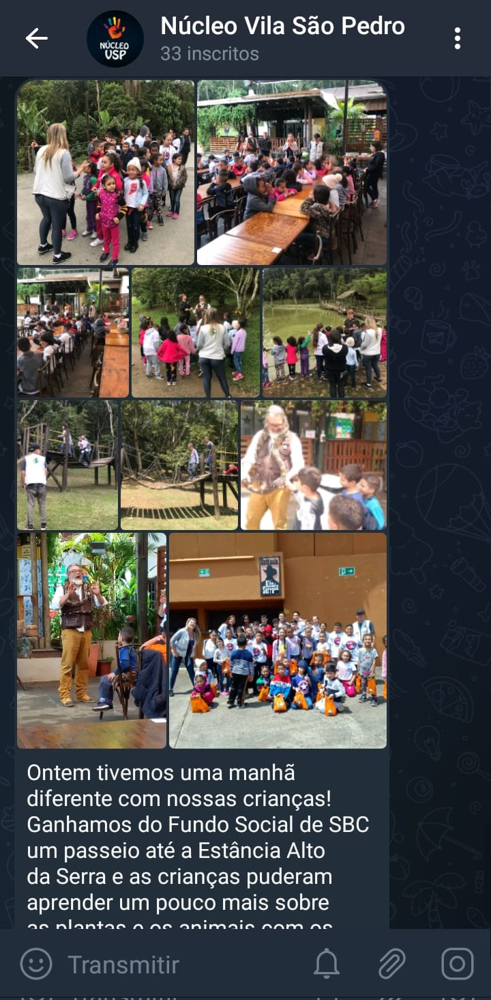 Núcleo Vila São Pedro
33 inscritos
NÚCLEO
VSP
Ontem tivemos uma manhã
diferente com nossas crianças!
Ganhamos do Fundo Social de SBC
um passeio até a Estância Alto
da Serra e as crianças puderam
aprender um pouco mais sobre
as plantas e os animais com os
Transmitir